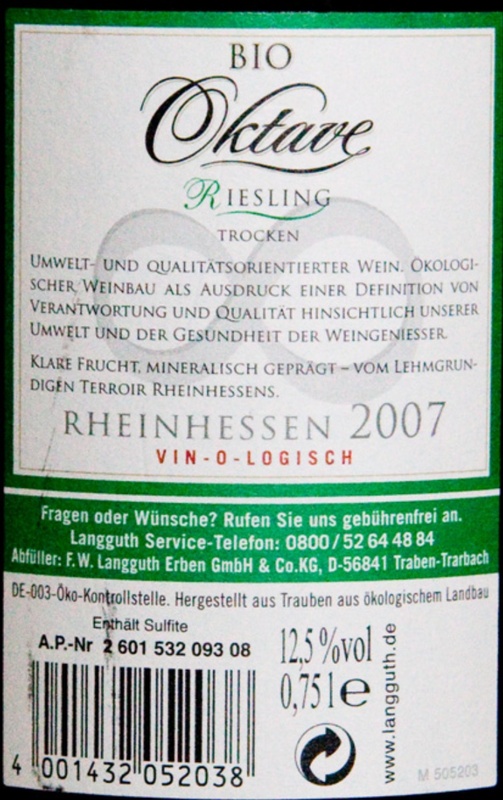 BIO
Oktave
RIESLING
TROCKEN
UMWELT- UND QUALITÄTSORIENTIERTER WEIN. ÖKOLOGI-
SCHER WEINBAU ALS AUSDRUCK EINER DEFINITION VON
VERANTWORTUNG UND QUALITÄT HINSICHTLICH UNSERER
UMWELT UND DER GESUNDHEIT DER WEINGENIESSER.
KLARE FRUCHT, MINERALISCH GEPRÄGT – VOM LEHMGRUN-
DIGEN TERROIR RHEINHESSENS.
RHEINHESSEN 2007
VIN-O-LOGISCH
Fragen oder Wünsche? Rufen Sie uns gebührenfrei an.
Langguth Service-Telefon: 0800/52 64 48 84
Abfüller: F.W. Langguth Erben GmbH & Co.KG, D-56841 Traben-Trarbach
DE-003-Öko-Kontrollstelle. Hergestellt aus Trauben aus ökologischem Landbau
Enthält Sulfite
A.P.-Nr 2 601 532 093 08
12,5 %vol
0,75 l e
www.langguth.de
4 001432 052038
M 505203